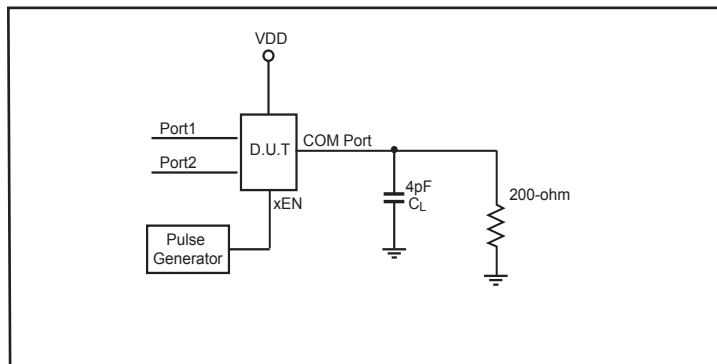 VDD
Port1
D.U.T
COM Port
Port2
4pF
CL
200-ohm
xEN
Pulse
Generator